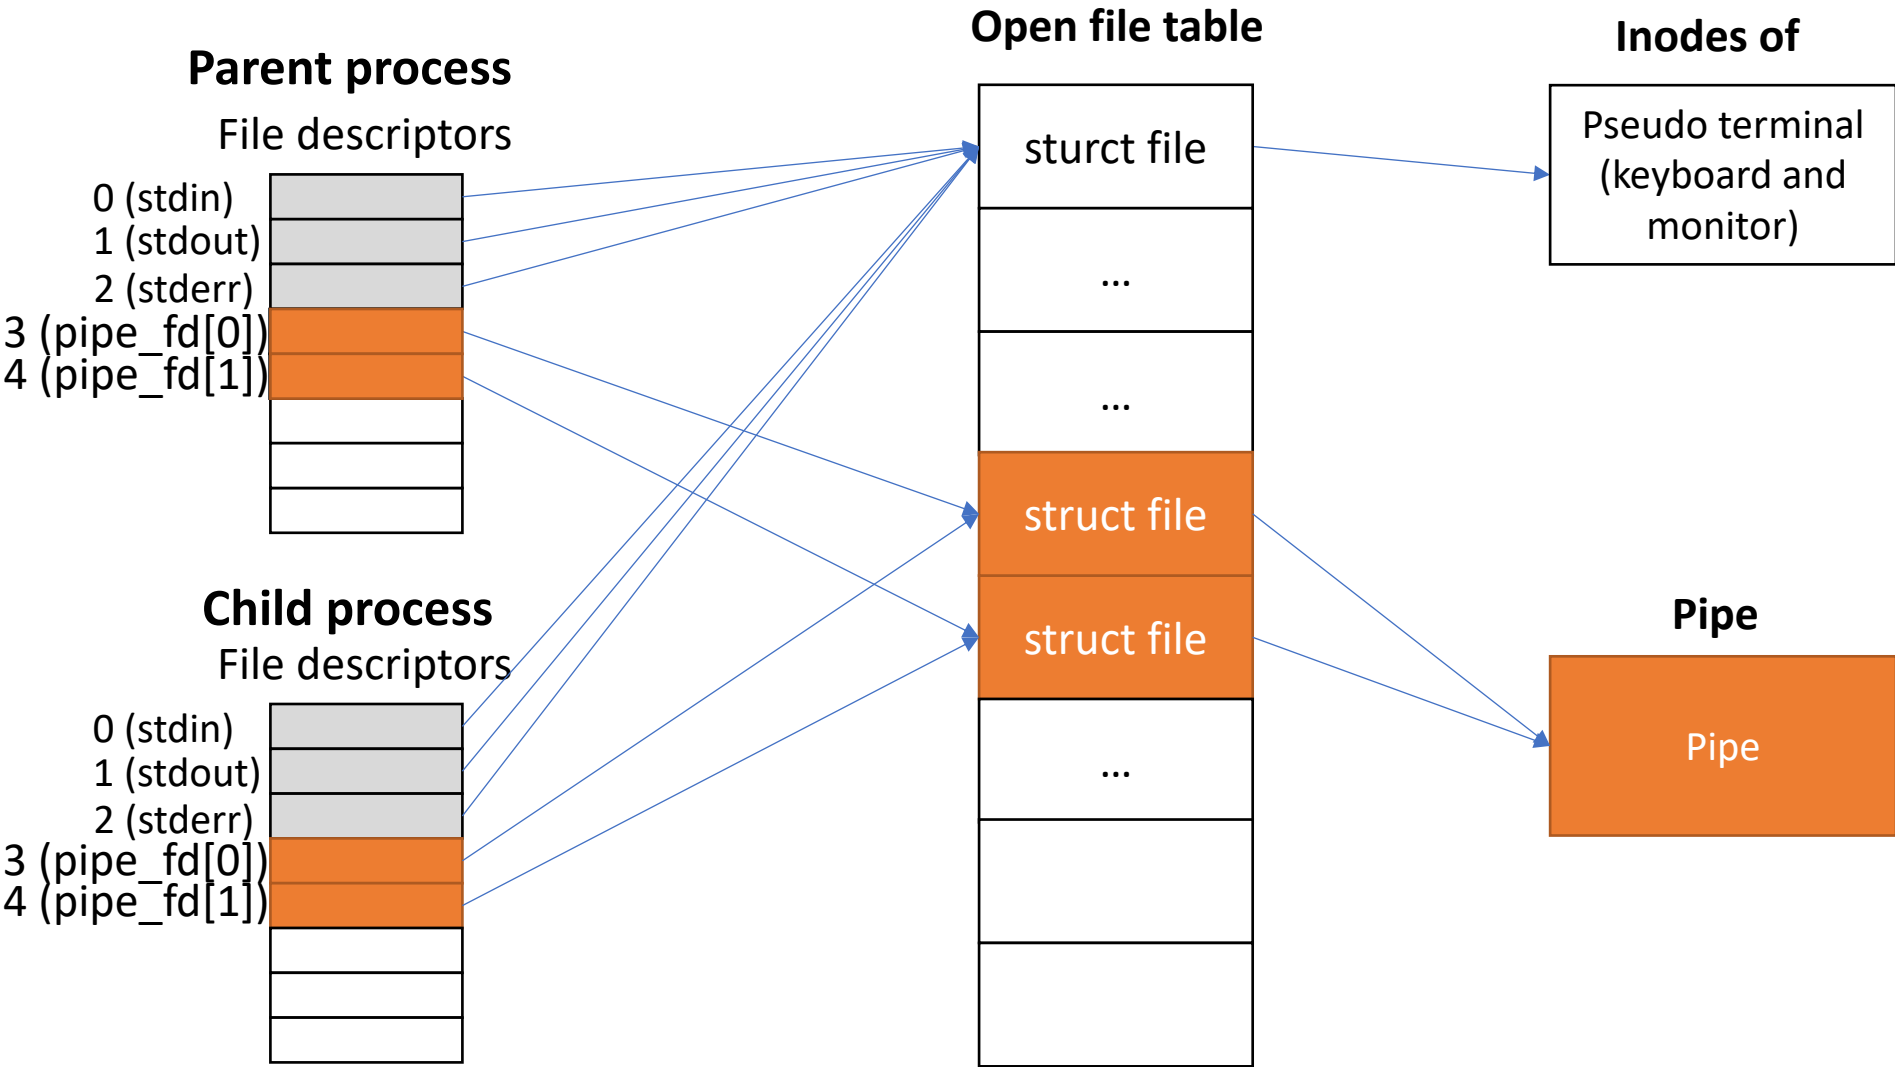 Parent process
File descriptors
0 (stdin)
1 (stdout)
2 (stderr)
3 (pipe_fd[0])
4 (pipe_fd[1])
Child process
File descriptors
0 (stdin)
1 (stdout)
2 (stderr)
3 (pipe_fd[0])
4 (pipe_fd[1])
Open file table
sturct file
...
...
struct file
struct file
...
Inodes of
Pseudo terminal
(keyboard and
monitor)
Pipe
Pipe